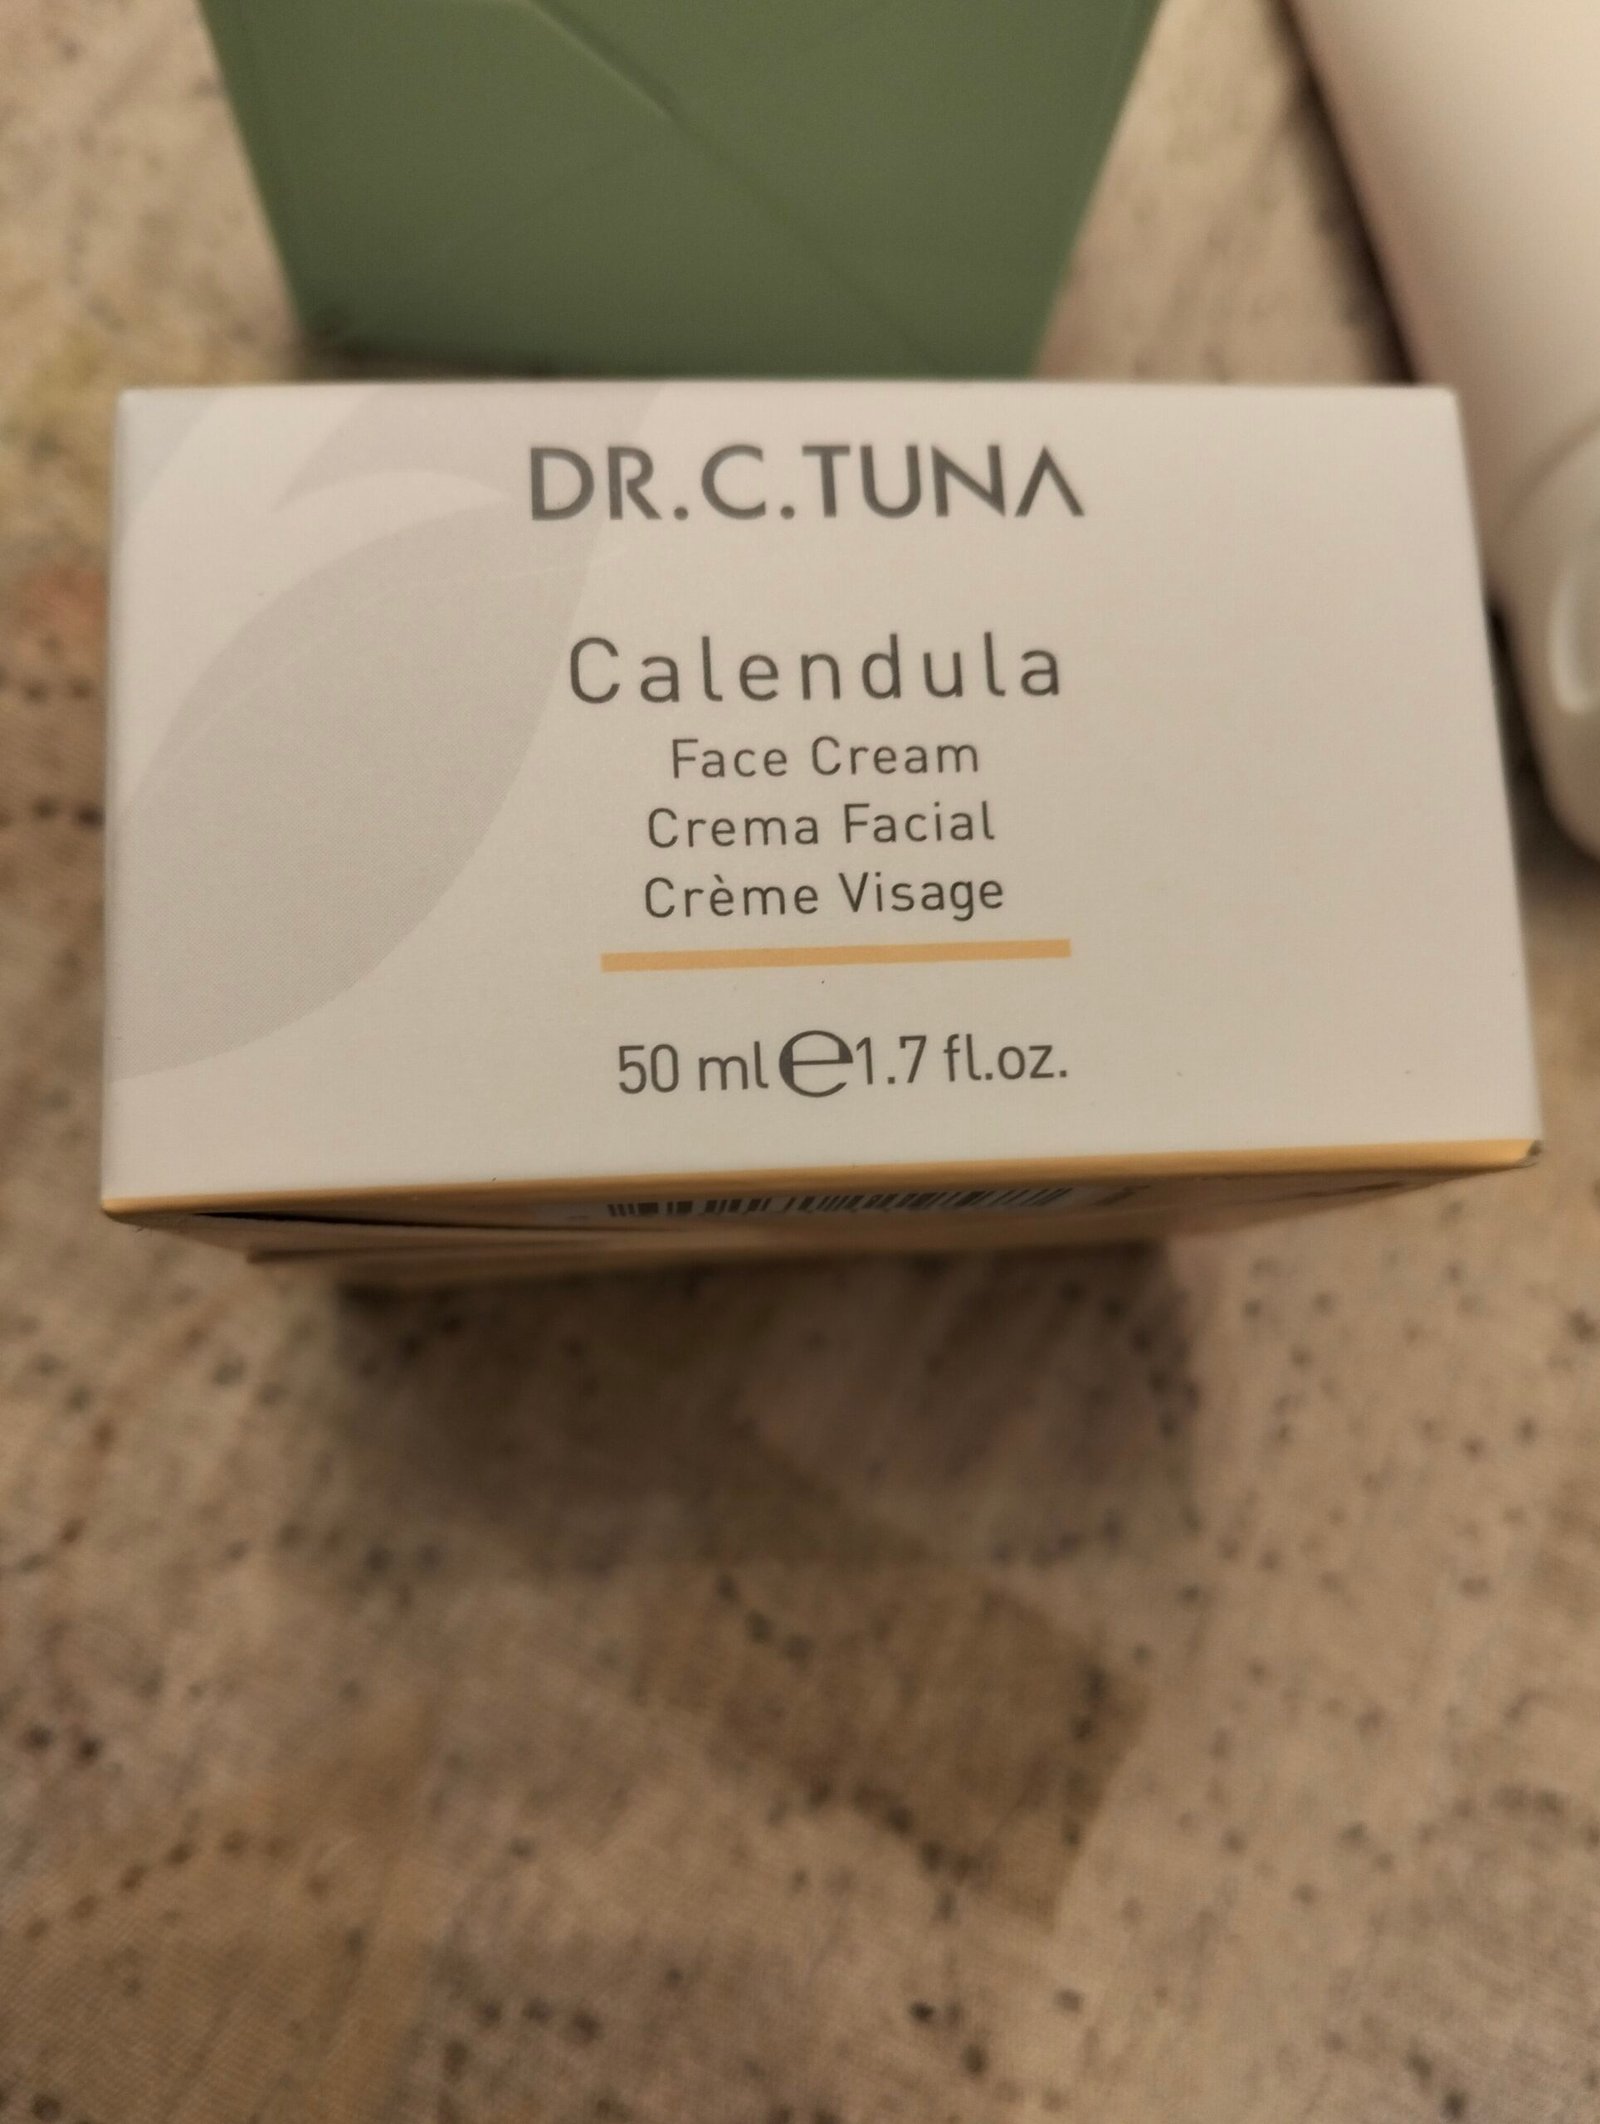 DR.C.TUNA
Calendula
Face Cream
Crema Facial
Crème Visage
50 ml e 1.7 fl.oz.